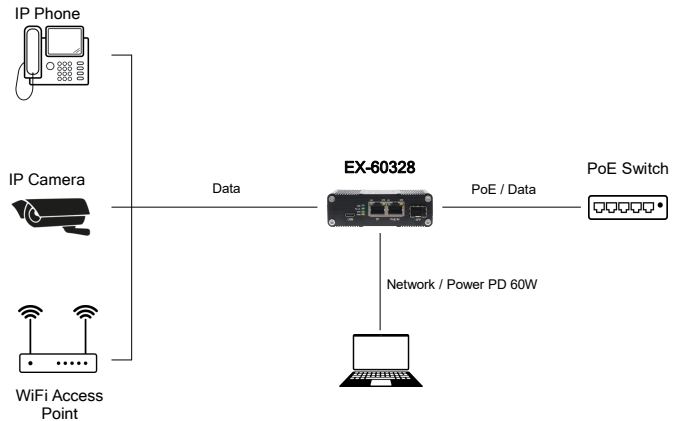 IP Phone
EX-60328
PoE Switch
IP Camera
Data
PoE / Data
Network / Power PD 60W
WiFi Access
Point